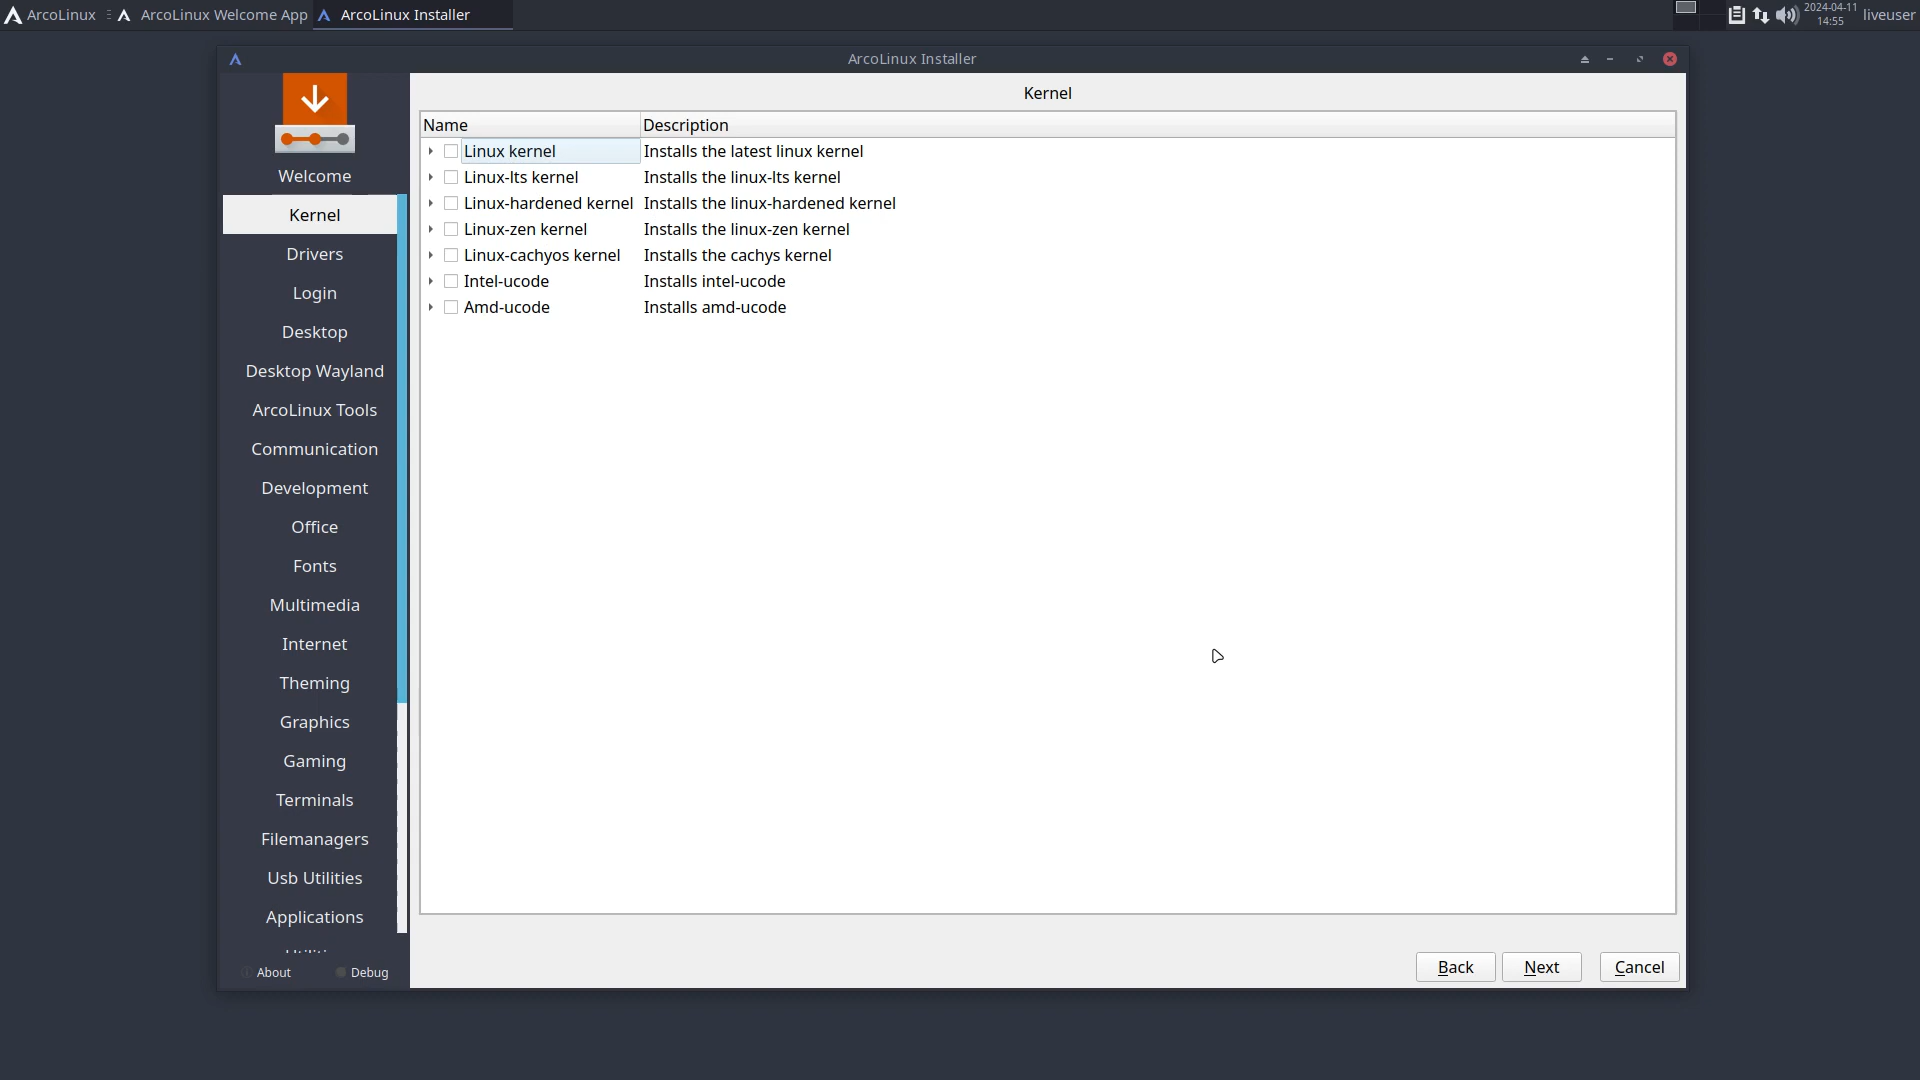 ArcoLinux
ArcoLinux Welcome App
ArcoLinux Installer
2024-04-11
14:55
liveuser
ArcoLinux Installer
Welcome
Kernel
Drivers
Login
Desktop
Desktop Wayland
ArcoLinux Tools
Communication
Development
Office
Fonts
Multimedia
Internet
Theming
Graphics
Gaming
Terminals
Filemanagers
Usb Utilities
Applications
About
Debug
Kernel
Name Description
Linux kernel Installs the latest linux kernel
Linux-lts kernel Installs the linux-lts kernel
Linux-hardened kernel Installs the linux-hardened kernel
Linux-zen kernel Installs the linux-zen kernel
Linux-cachyos kernel Installs the cachys kernel
Intel-ucode Installs intel-ucode
Amd-ucode Installs amd-ucode
Back Next Cancel